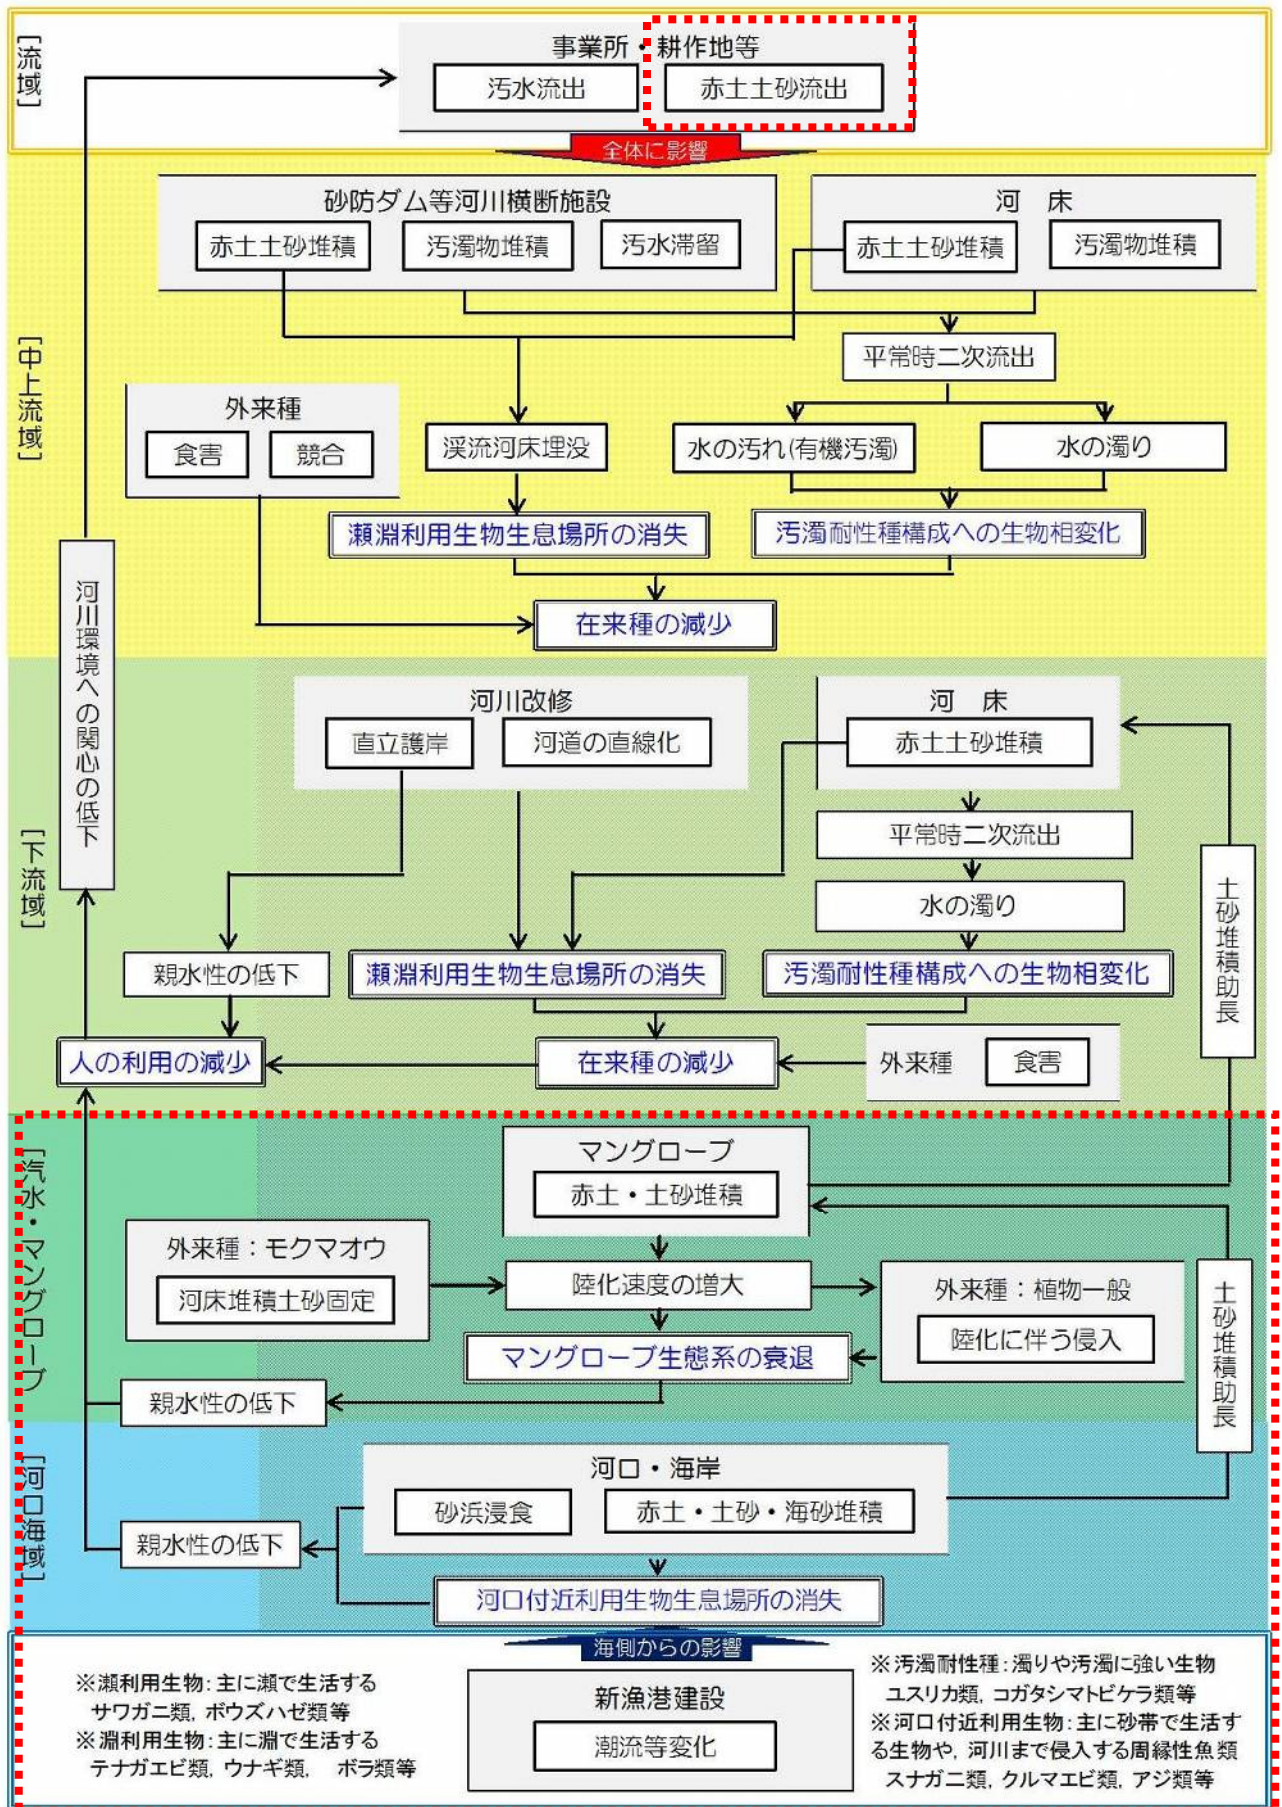 [流域]
事業所・耕作地等
汚水流出
赤土土砂流出
全体に影響
[中上流域]
砂防ダム等河川横断施設
赤土土砂堆積
汚濁物堆積
汚水滞留
河 床
赤土土砂堆積
汚濁物堆積
平常時二次流出
外来種
食害
競合
渓流河床埋没
水の汚れ(有機汚濁)
水の濁り
瀬淵利用生物生息場所の消失
汚濁耐性種構成への生物相変化
在来種の減少
河川環境への関心の低下
[下流域]
河川改修
直立護岸
河道の直線化
河 床
赤土土砂堆積
平常時二次流出
水の濁り
土砂堆積助長
親水性の低下
瀬淵利用生物生息場所の消失
汚濁耐性種構成への生物相変化
人の利用の減少
在来種の減少
外来種
食害
[汽水・マングローブ]
マングローブ
赤土・土砂堆積
外来種：モクマオウ
河床堆積土砂固定
陸化速度の増大
外来種：植物一般
陸化に伴う侵入
土砂堆積助長
マングローブ生態系の衰退
親水性の低下
[河口海域]
河口・海岸
砂浜浸食
赤土・土砂・海砂堆積
親水性の低下
河口付近利用生物生息場所の消失
海側からの影響
※瀬利用生物：主に瀬で生活する
サワガニ類，ボウズハゼ類等
※淵利用生物：主に淵で生活する
テナガエビ類，ウナギ類， ボラ類等
新漁港建設
潮流等変化
※汚濁耐性種：濁りや汚濁に強い生物
ユスリカ類，コガタシマトビケラ類等
※河口付近利用生物：主に砂帯で生活す
る生物や，河川まで侵入する周縁性魚類
スナガニ類，クルマエビ類，アジ類等